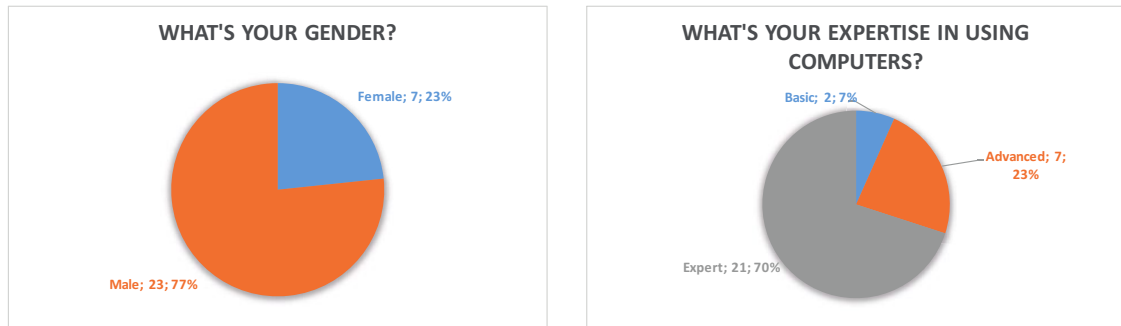 WHAT'S YOUR GENDER?
Female; 7; 23%
Male; 23; 77%
WHAT'S YOUR EXPERTISE IN USING
COMPUTERS?
Basic; 2; 7%
Advanced; 7;
23%
Expert; 21; 70%